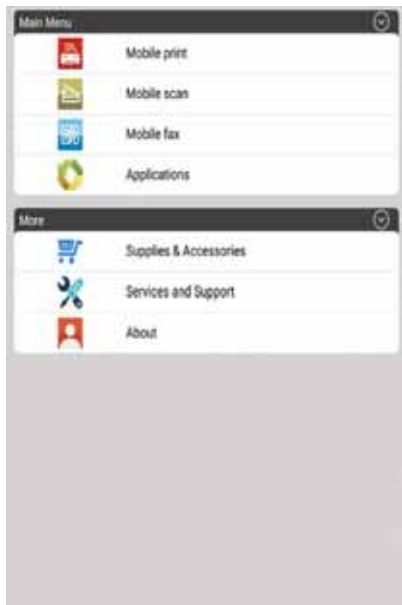 Main Menu
Mobile print
Mobile scan
Mobile fax
Applications
More
Supplies & Accessories
Services and Support
About